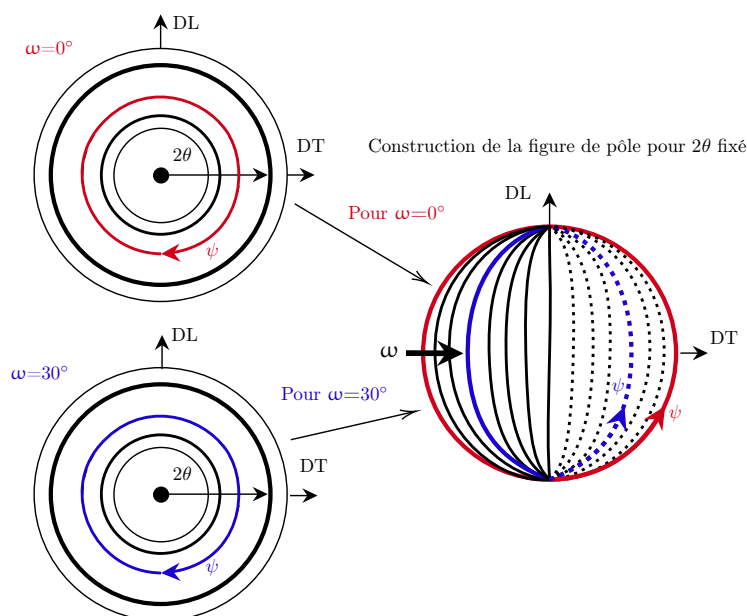 DL
ω=0°
2θ
DT
ψ
Construction de la figure de pôle pour 2θ fixé
DL
Pour ω=0°
ω
DT
ψ
ψ
DL
ω=30°
Pour ω=30°
2θ
DT
ψ